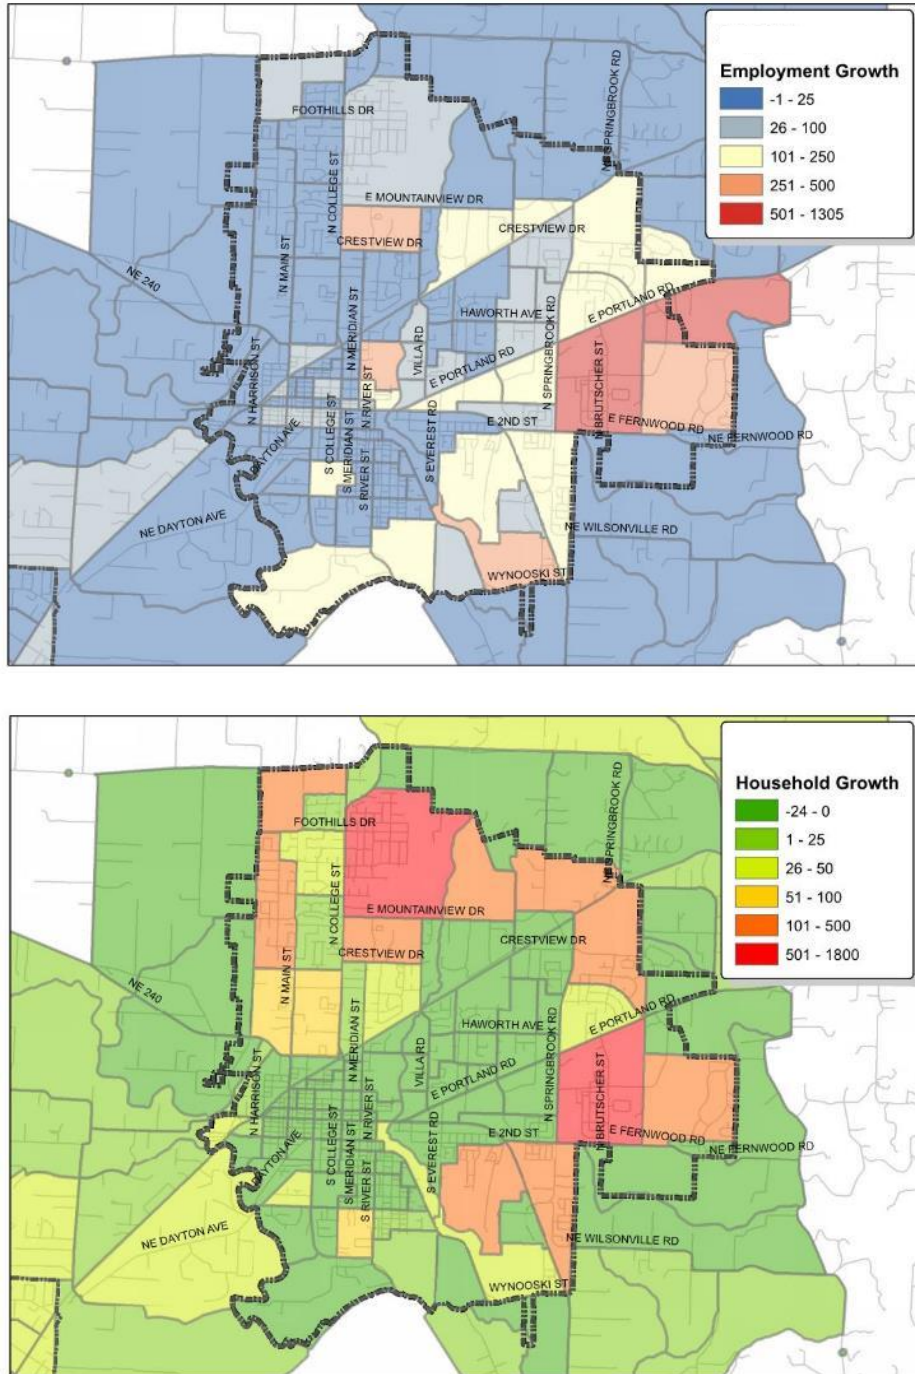 Employment Growth
-1 - 25
26 - 100
101 - 250
251 - 500
501 - 1305
N SPRINGBROOK RD
FOOTHILLS DR
N COLLEGE ST
E MOUNTAINVIEW DR
CRESTVIEW DR
CRESTVIEW DR
N MAIN ST
NE 240
N MERIDIAN ST
HAWORTH AVE
E PORTLAND RD
VILLA RD
N HARRISON ST
N RIVER ST
E PORTLAND RD
N SPRINGBROOK RD
N BRUTSCHER ST
E 2ND ST
E FERNWOOD RD
NE FERNWOOD RD
DAYTON AVE
S COLLEGE ST
S MERIDIAN ST
S RIVER ST
S EVEREST RD
NE DAYTON AVE
NE WILSONVILLE RD
WYNOOSKI ST
Household Growth
-24 - 0
1 - 25
26 - 50
51 - 100
101 - 500
501 - 1800
N SPRINGBROOK RD
FOOTHILLS DR
N COLLEGE ST
E MOUNTAINVIEW DR
CRESTVIEW DR
CRESTVIEW DR
N MAIN ST
NE 240
N MERIDIAN ST
HAWORTH AVE
E PORTLAND RD
VILLA RD
N HARRISON ST
N RIVER ST
E PORTLAND RD
N SPRINGBROOK RD
N BRUTSCHER ST
E 2ND ST
E FERNWOOD RD
NE FERNWOOD RD
DAYTON AVE
S COLLEGE ST
S MERIDIAN ST
S RIVER ST
S EVEREST RD
NE DAYTON AVE
NE WILSONVILLE RD
WYNOOSKI ST